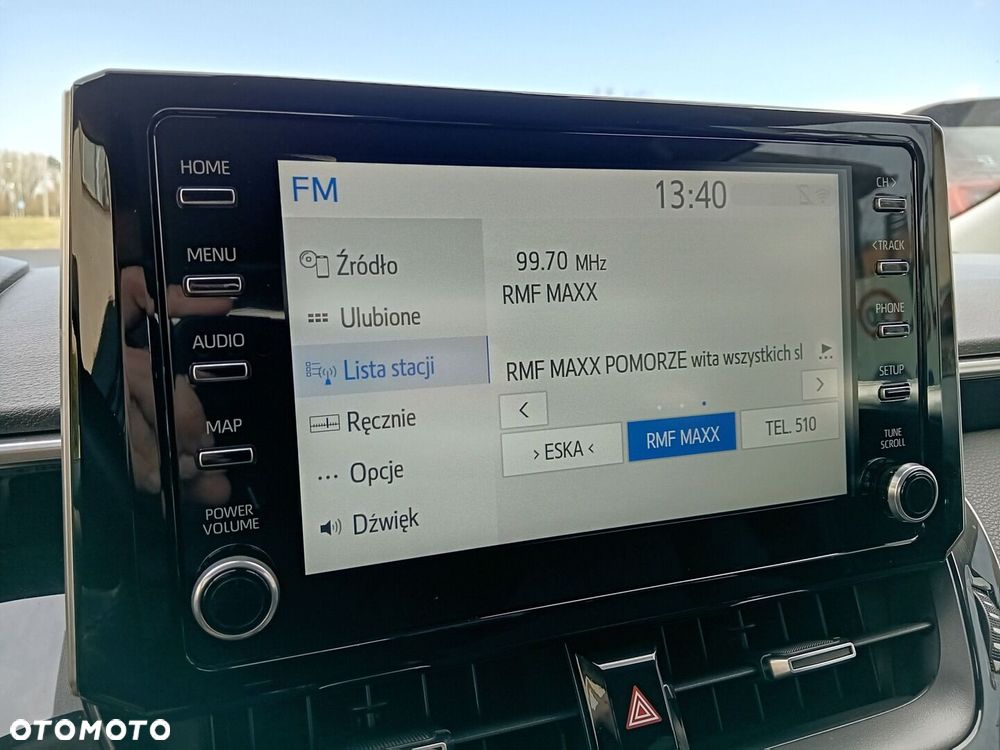 HOME
MENU
AUDIO
MAP
POWER
VOLUME
FM
13:40
Źródło
Ulubione
Lista stacji
Ręcznie
Opcje
Dźwięk
99.70 MHz
RMF MAXX
RMF MAXX POMORZE wita wszystkich sl
› ESKA ‹
RMF MAXX
TEL. 510
CH >
< TRACK
PHONE
SETUP
TUNE
SCROLL
OTOMOTO